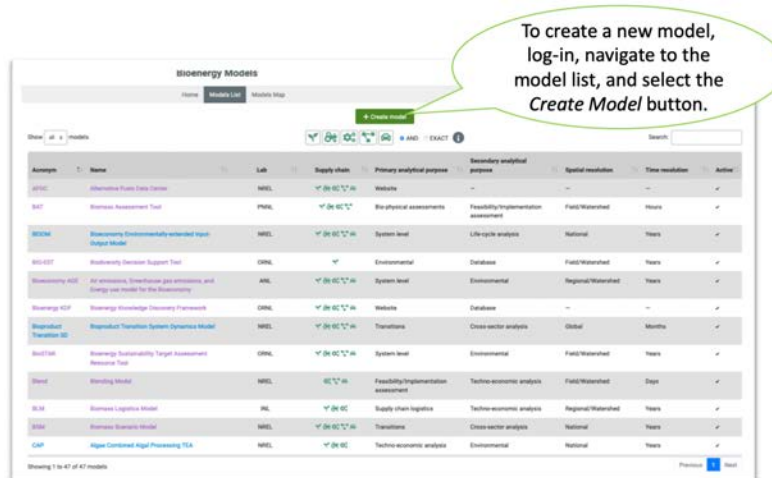 To create a new model,
log-in, navigate to the
model list, and select the
Create Model button.
Bioenergy Models
Home Models List Models Map
+ Create model
Show all models AND EXACT Search:
Acronym Name Lab Supply chain Primary analytical purpose Secondary analytical purpose Spatial resolution Time resolution Active
AFDC Alternative Fuels Data Center NREL Website – – –
BAT Biomass Assessment Tool PNNL Bio-physical assessments Feasibility/Implementation assessment Field/Watershed Hours
BEIOM Bioeconomy Environmentally-extended Input-Output Model NREL System level Life-cycle analysis National Years
BIO-EST Biodiversity Decision Support Tool ORNL Environmental Database Field/Watershed Years
Bioeconomy AGE Air emissions, Greenhouse gas emissions, and Energy use model for the Bioeconomy ANL System level Environmental Regional/Watershed Years
Bioenergy KDF Bioenergy Knowledge Discovery Framework ORNL Website Database – –
Bioproduct Transition SD Bioproduct Transition System Dynamics Model NREL Transitions Cross-sector analysis Global Months
BioSTAR Bioenergy Sustainability Target Assessment Resource Tool ORNL System level Environmental Field/Watershed Years
Blend Blending Model NREL Feasibility/Implementation assessment Techno-economic analysis Field/Watershed Days
BLM Biomass Logistics Model INL Supply chain logistics Techno-economic analysis Regional/Watershed Years
BSM Biomass Scenario Model NREL Transitions Cross-sector analysis National Years
CAP Algae Combined Algal Processing TEA NREL Techno-economic analysis Environmental National Years
Showing 1 to 47 of 47 models Previous 1 Next